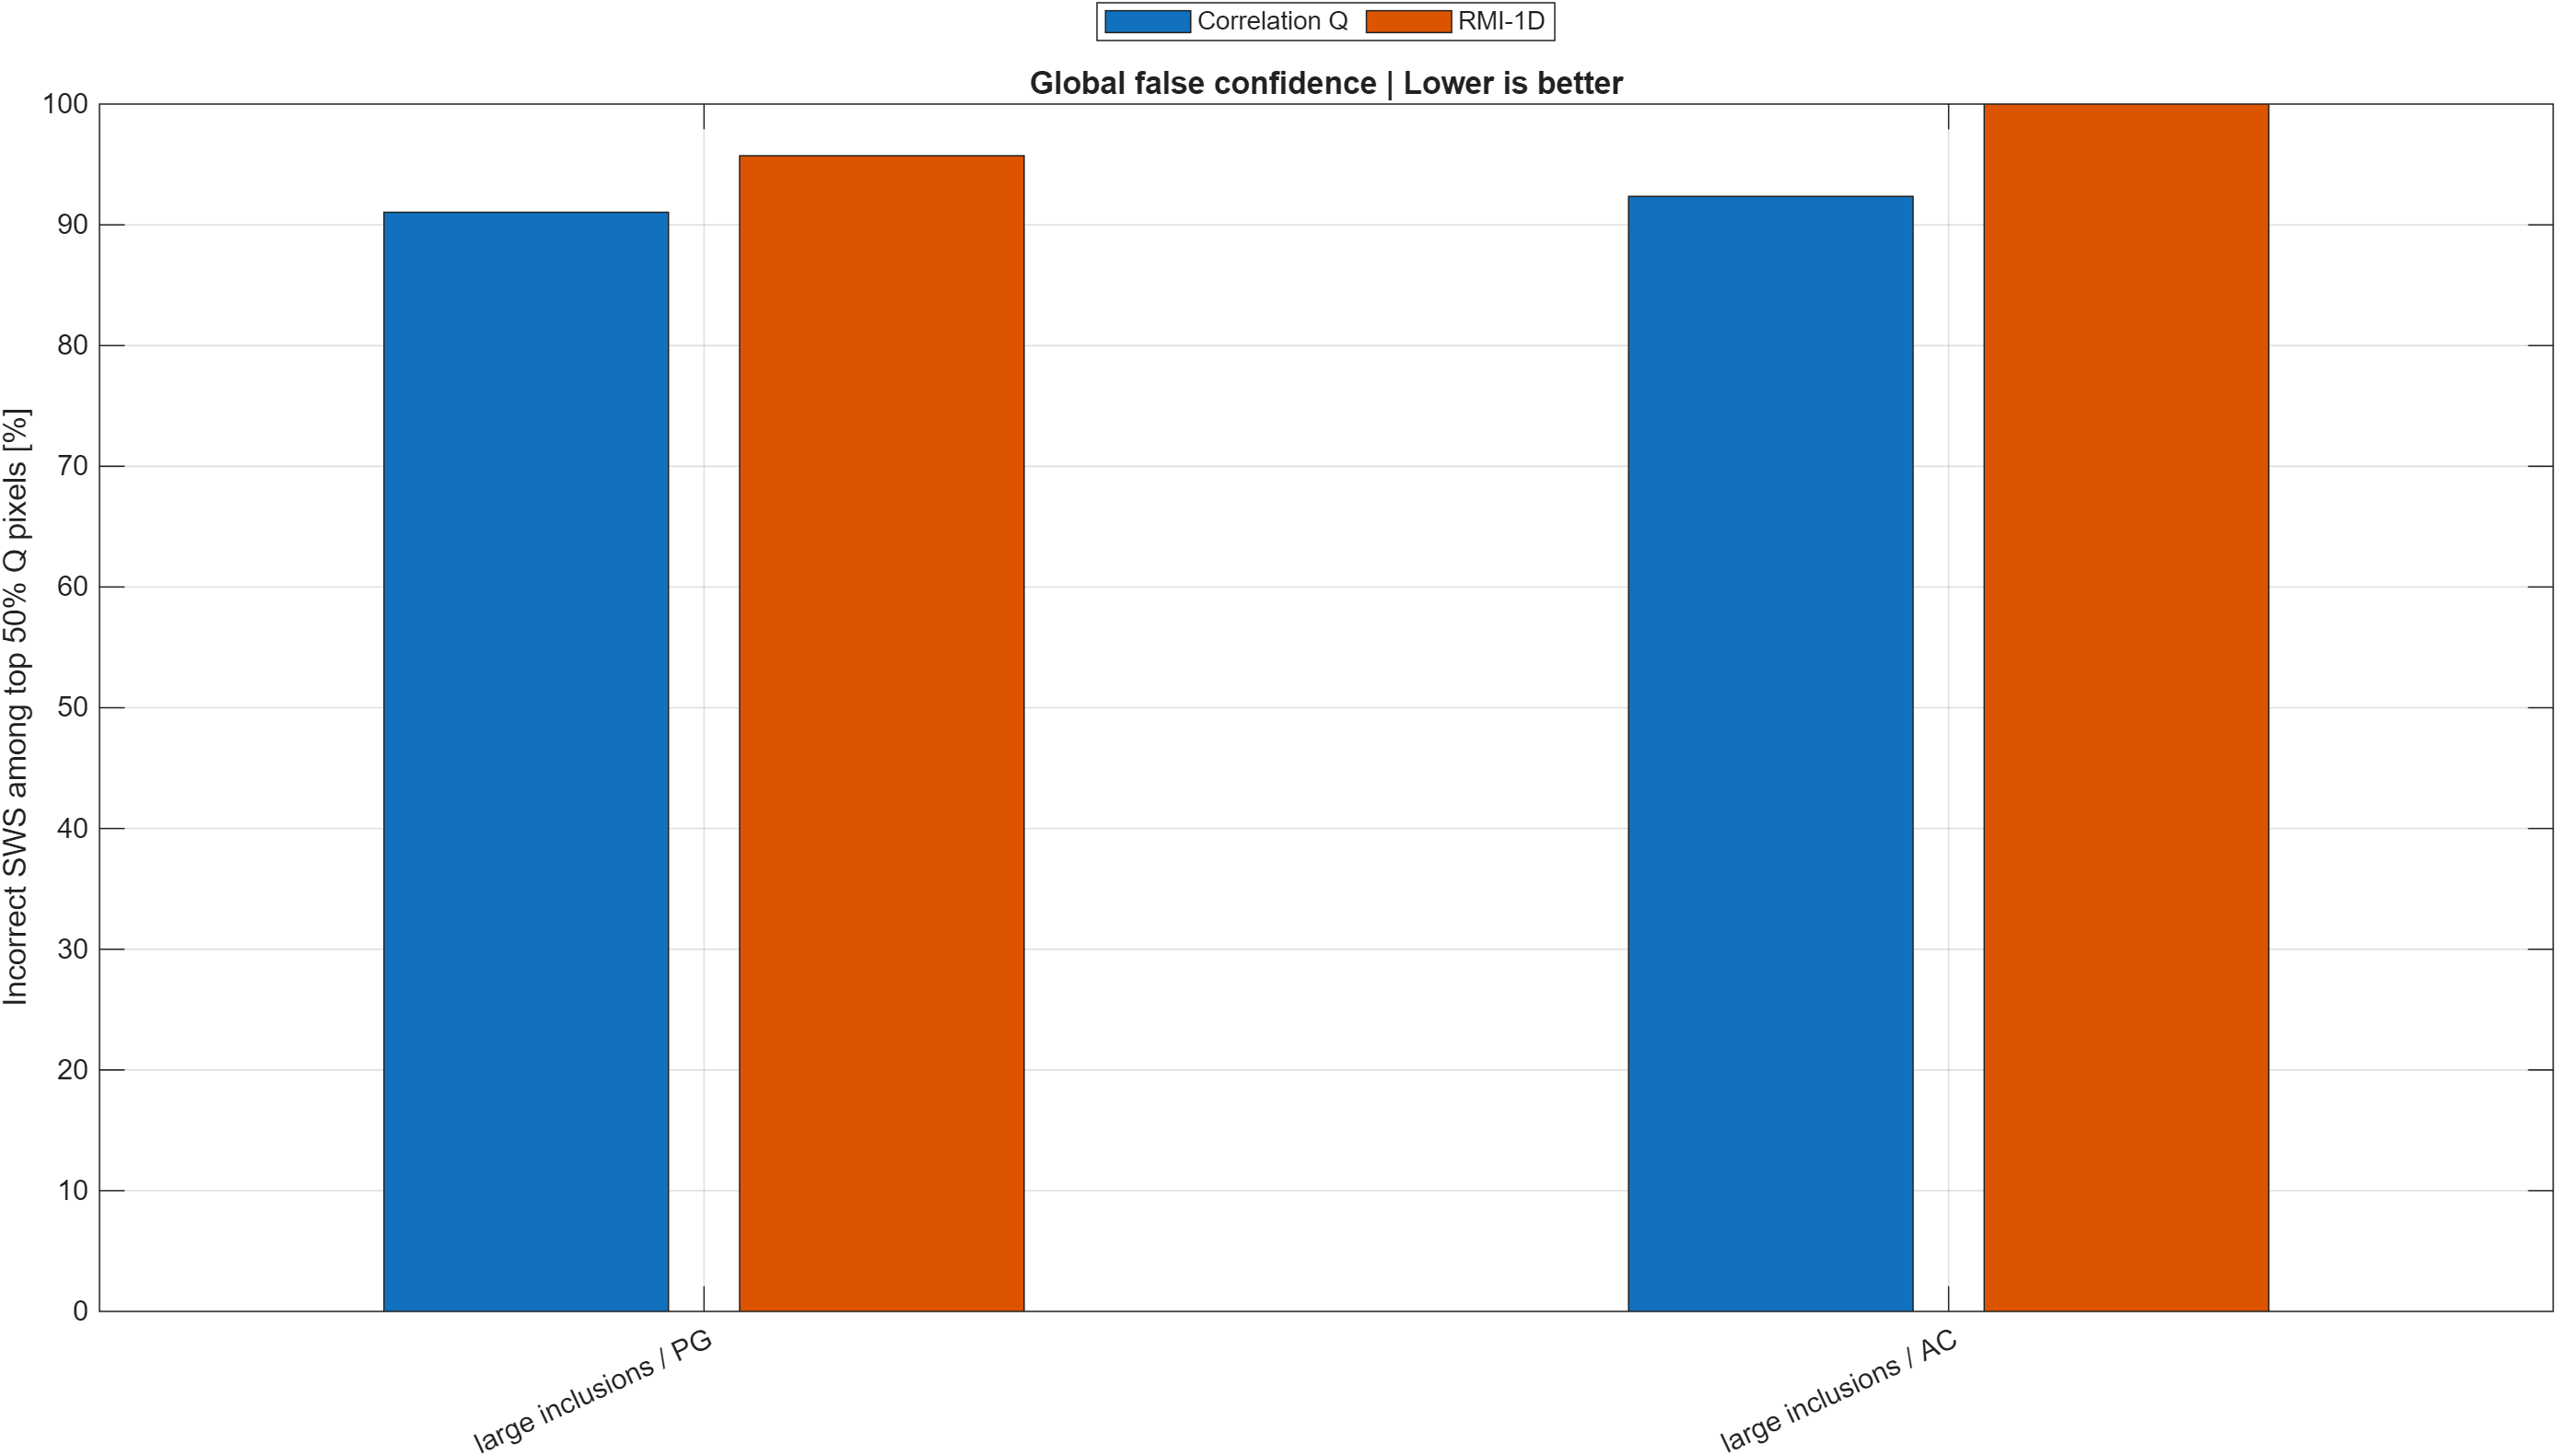 Correlation Q RMI-1D
Global false confidence | Lower is better
Incorrect SWS among top 50% Q pixels [%]
100
90
80
70
60
50
40
30
20
10
0
large inclusions / PG
large inclusions / AC